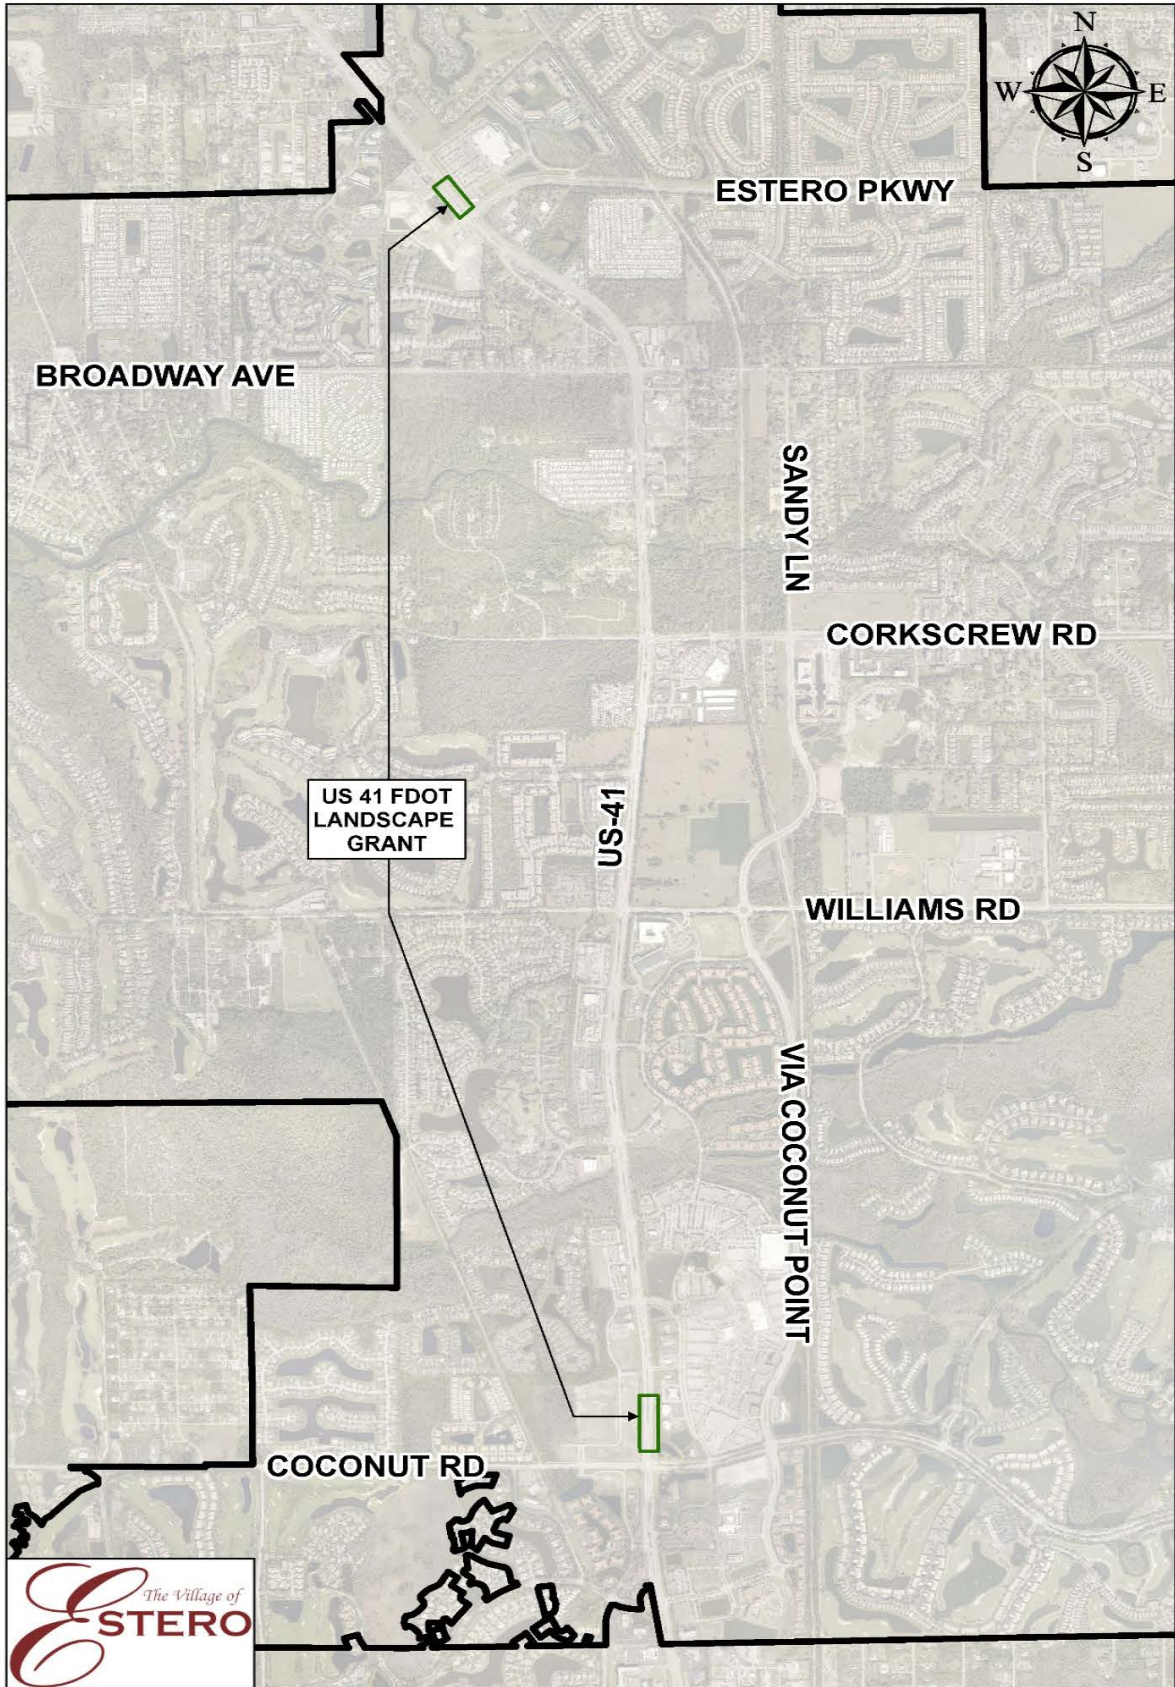 N
W
E
S
ESTERO PKWY
BROADWAY AVE
SANDY LN
CORKSCREW RD
US 41 FDOT
LANDSCAPE
GRANT
US-41
WILLIAMS RD
VIA COCONUT POINT
COCONUT RD
The Village of
ESTERO